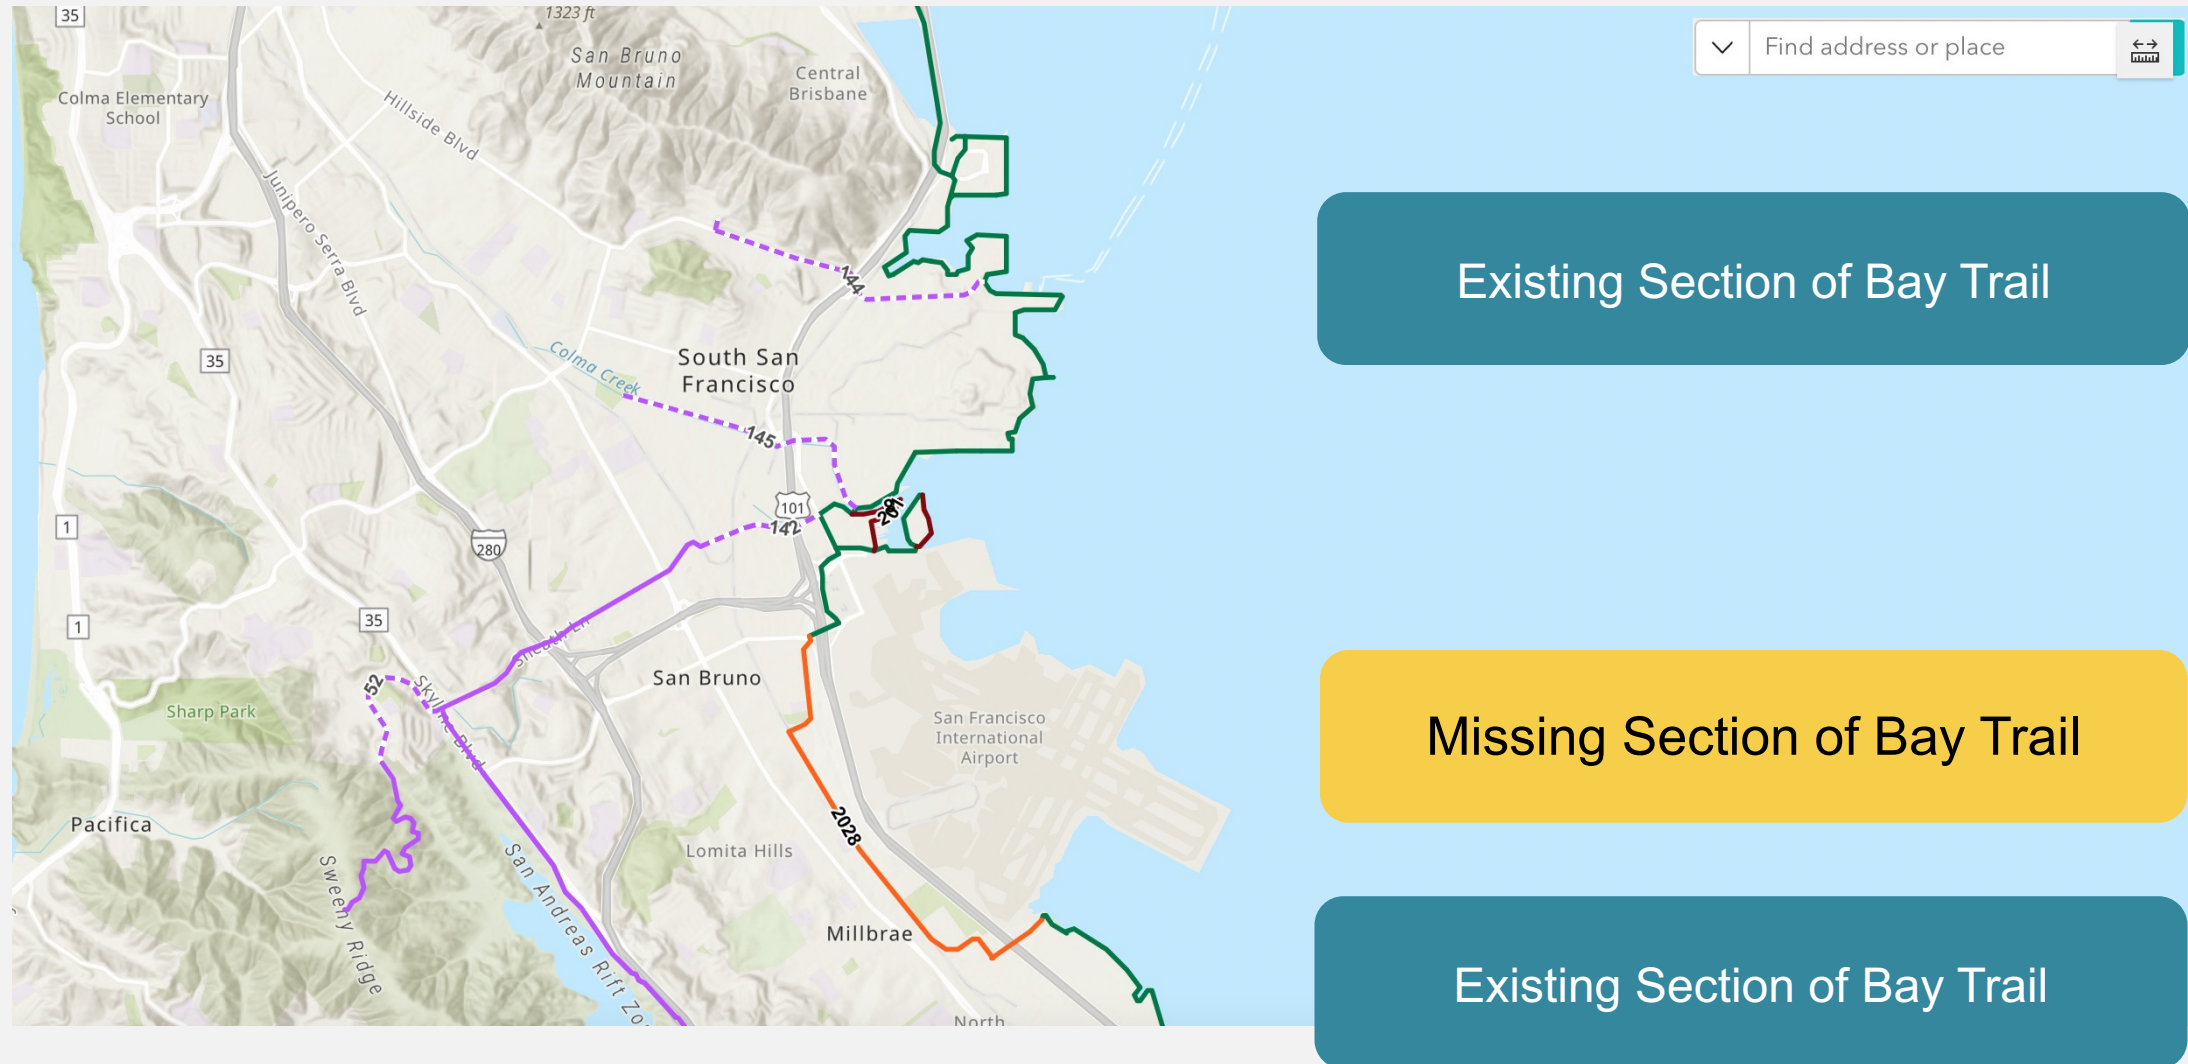 35
1323 ft
San Bruno
Mountain
Central
Brisbane
Find address or place
Colma Elementary
School
Hillside Blvd
Junipero Serra Blvd
144
Existing Section of Bay Trail
35
Colma Creek
South San
Francisco
145
101
142
1
280
35
1
Sneath Ln
San Bruno
52
Skyline Blvd
Sharp Park
San Francisco
International
Airport
Missing Section of Bay Trail
2028
Pacifica
Lomita Hills
Sweeny Ridge
San Andreas Rift Zo
Millbrae
Existing Section of Bay Trail
North